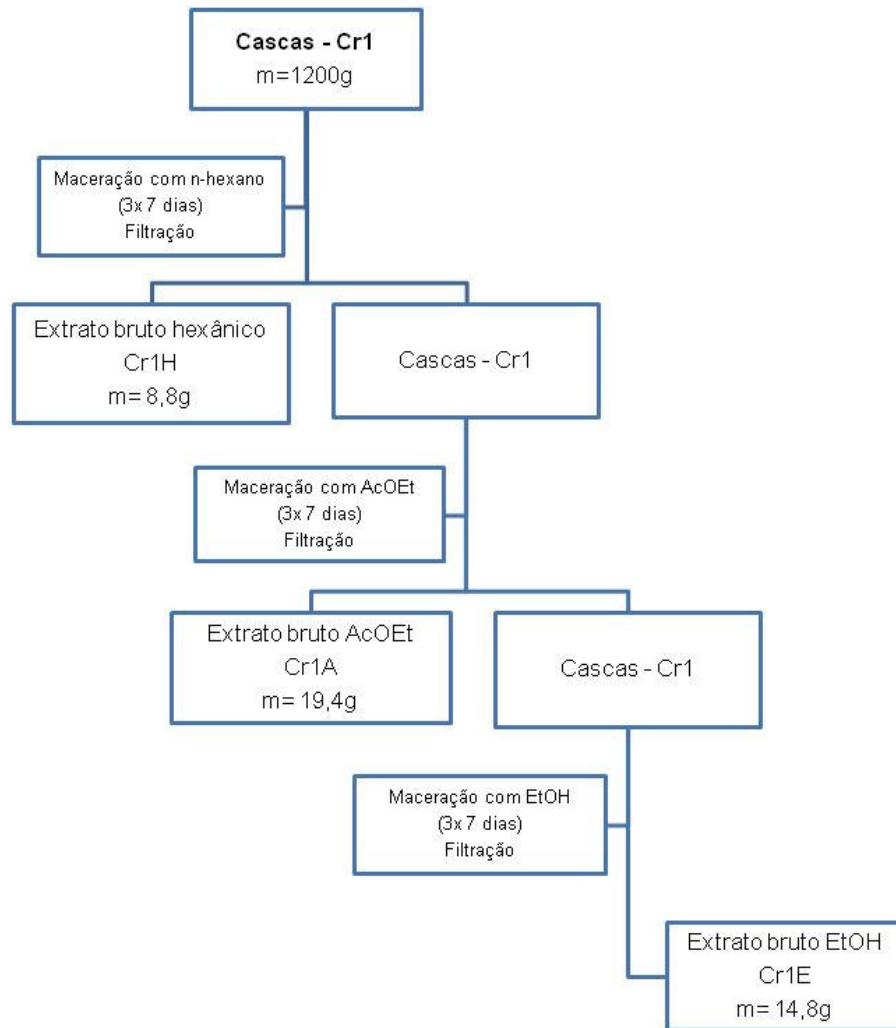 Cascas - Cr1
m=1200g
Maceração com n-hexano
(3x 7 dias)
Filtração
Extrato bruto hexânico
Cr1H
m= 8,8g
Cascas - Cr1
Maceração com AcOEt
(3x 7 dias)
Filtração
Extrato bruto AcOEt
Cr1A
m= 19,4g
Cascas - Cr1
Maceração com EtOH
(3x 7 dias)
Filtração
Extrato bruto EtOH
Cr1E
m= 14,8g